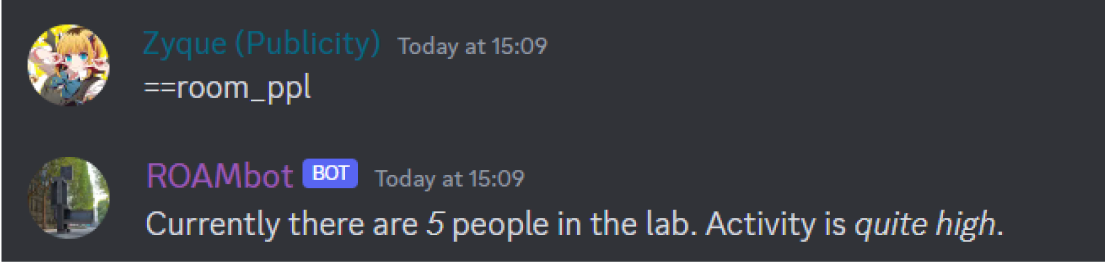 Zyque (Publicity) Today at 15:09
==room_ppl
ROAMbot BOT Today at 15:09
Currently there are 5 people in the lab. Activity is quite high.